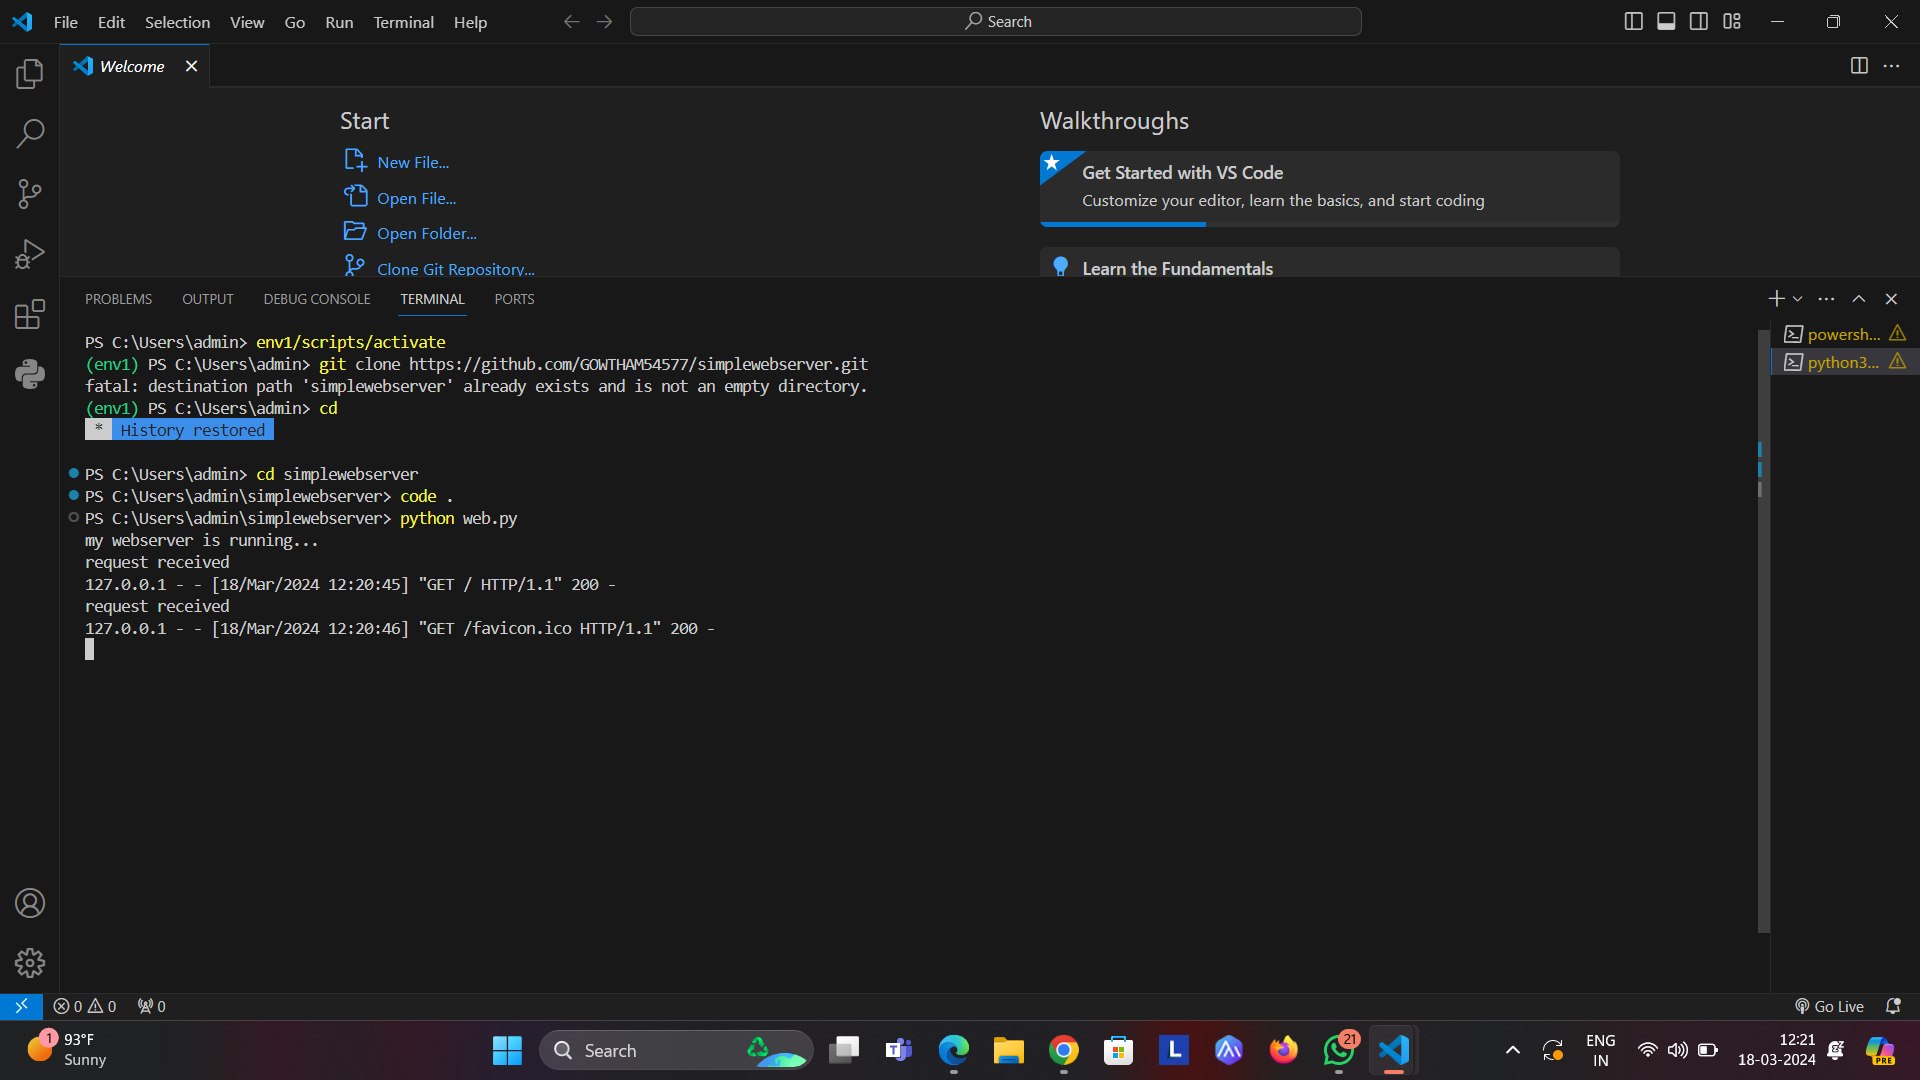 File Edit Selection View Go Run Terminal Help
Search
Welcome
Start
New File...
Open File...
Open Folder...
Clone Git Repository...
Walkthroughs
Get Started with VS Code
Customize your editor, learn the basics, and start coding
Learn the Fundamentals
PROBLEMS OUTPUT DEBUG CONSOLE TERMINAL PORTS
powersh...
python3...
PS C:\Users\admin> env1/scripts/activate
(env1) PS C:\Users\admin> git clone https://github.com/GOWTHAM54577/simplewebserver.git
fatal: destination path 'simplewebserver' already exists and is not an empty directory.
(env1) PS C:\Users\admin> cd
* History restored
PS C:\Users\admin> cd simplewebserver
PS C:\Users\admin\simplewebserver> code .
PS C:\Users\admin\simplewebserver> python web.py
my webserver is running...
request received
127.0.0.1 - - [18/Mar/2024 12:20:45] "GET / HTTP/1.1" 200 -
request received
127.0.0.1 - - [18/Mar/2024 12:20:46] "GET /favicon.ico HTTP/1.1" 200 -
0 0 0
Go Live
1
93°F
Sunny
Search
T
L
21
ENG
IN
12:21
18-03-2024
PRE